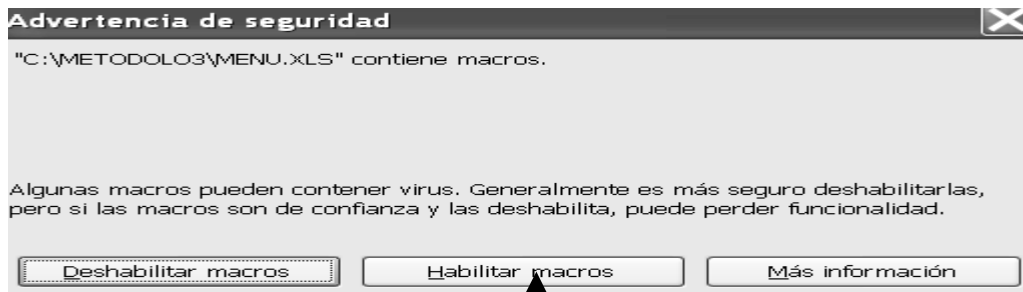 Advertencia de seguridad
"C:\METODOLO3\MENU.XLS" contiene macros.
Algunas macros pueden contener virus. Generalmente es más seguro deshabilitarlas,
pero si las macros son de confianza y las deshabilita, puede perder funcionalidad.
Deshabilitar macros Habilitar macros Más información